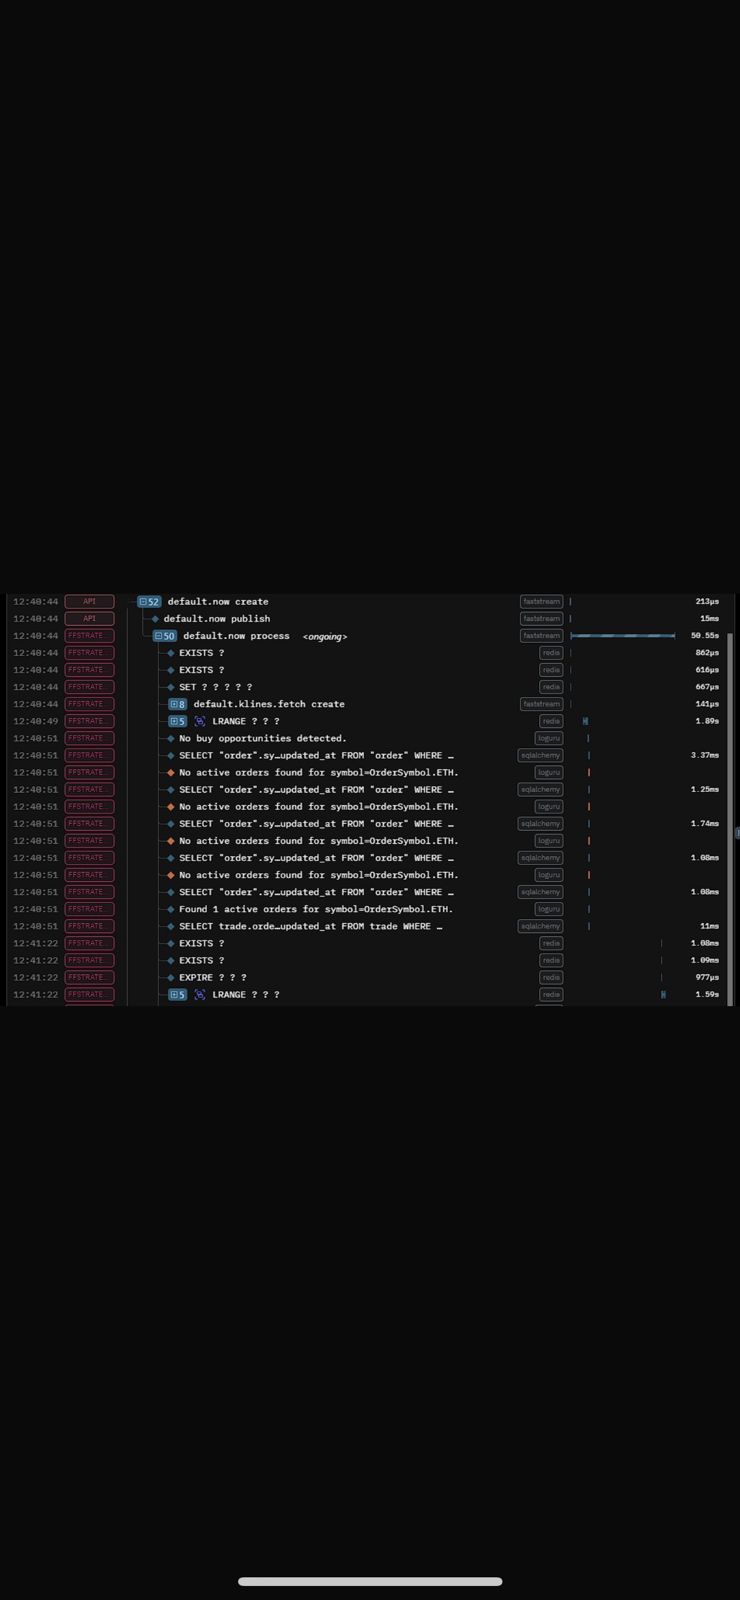 12:40:44 API 52 default.now create faststream 213µs
12:40:44 API default.now publish faststream 15ms
12:40:44 FFSTRATE… 50 default.now process <ongoing> faststream 50.55s
12:40:44 FFSTRATE… EXISTS ? redis 862µs
12:40:44 FFSTRATE… EXISTS ? redis 616µs
12:40:44 FFSTRATE… SET ? ? ? ? ? redis 667µs
12:40:44 FFSTRATE… 8 default.klines.fetch create faststream 141µs
12:40:49 FFSTRATE… 5 LRANGE ? ? ? redis 1.89s
12:40:51 FFSTRATE… No buy opportunities detected. loguru
12:40:51 FFSTRATE… SELECT "order".sy…updated_at FROM "order" WHERE … sqlalchemy 3.37ms
12:40:51 FFSTRATE… No active orders found for symbol=OrderSymbol.ETH. loguru
12:40:51 FFSTRATE… SELECT "order".sy…updated_at FROM "order" WHERE … sqlalchemy 1.25ms
12:40:51 FFSTRATE… No active orders found for symbol=OrderSymbol.ETH. loguru
12:40:51 FFSTRATE… SELECT "order".sy…updated_at FROM "order" WHERE … sqlalchemy 1.74ms
12:40:51 FFSTRATE… No active orders found for symbol=OrderSymbol.ETH. loguru
12:40:51 FFSTRATE… SELECT "order".sy…updated_at FROM "order" WHERE … sqlalchemy 1.08ms
12:40:51 FFSTRATE… No active orders found for symbol=OrderSymbol.ETH. loguru
12:40:51 FFSTRATE… SELECT "order".sy…updated_at FROM "order" WHERE … sqlalchemy 1.08ms
12:40:51 FFSTRATE… Found 1 active orders for symbol=OrderSymbol.ETH. loguru
12:40:51 FFSTRATE… SELECT trade.orde…updated_at FROM trade WHERE … sqlalchemy 11ms
12:41:22 FFSTRATE… EXISTS ? redis 1.08ms
12:41:22 FFSTRATE… EXISTS ? redis 1.09ms
12:41:22 FFSTRATE… EXPIRE ? ? ? redis 977µs
12:41:22 FFSTRATE… 5 LRANGE ? ? ? redis 1.59s